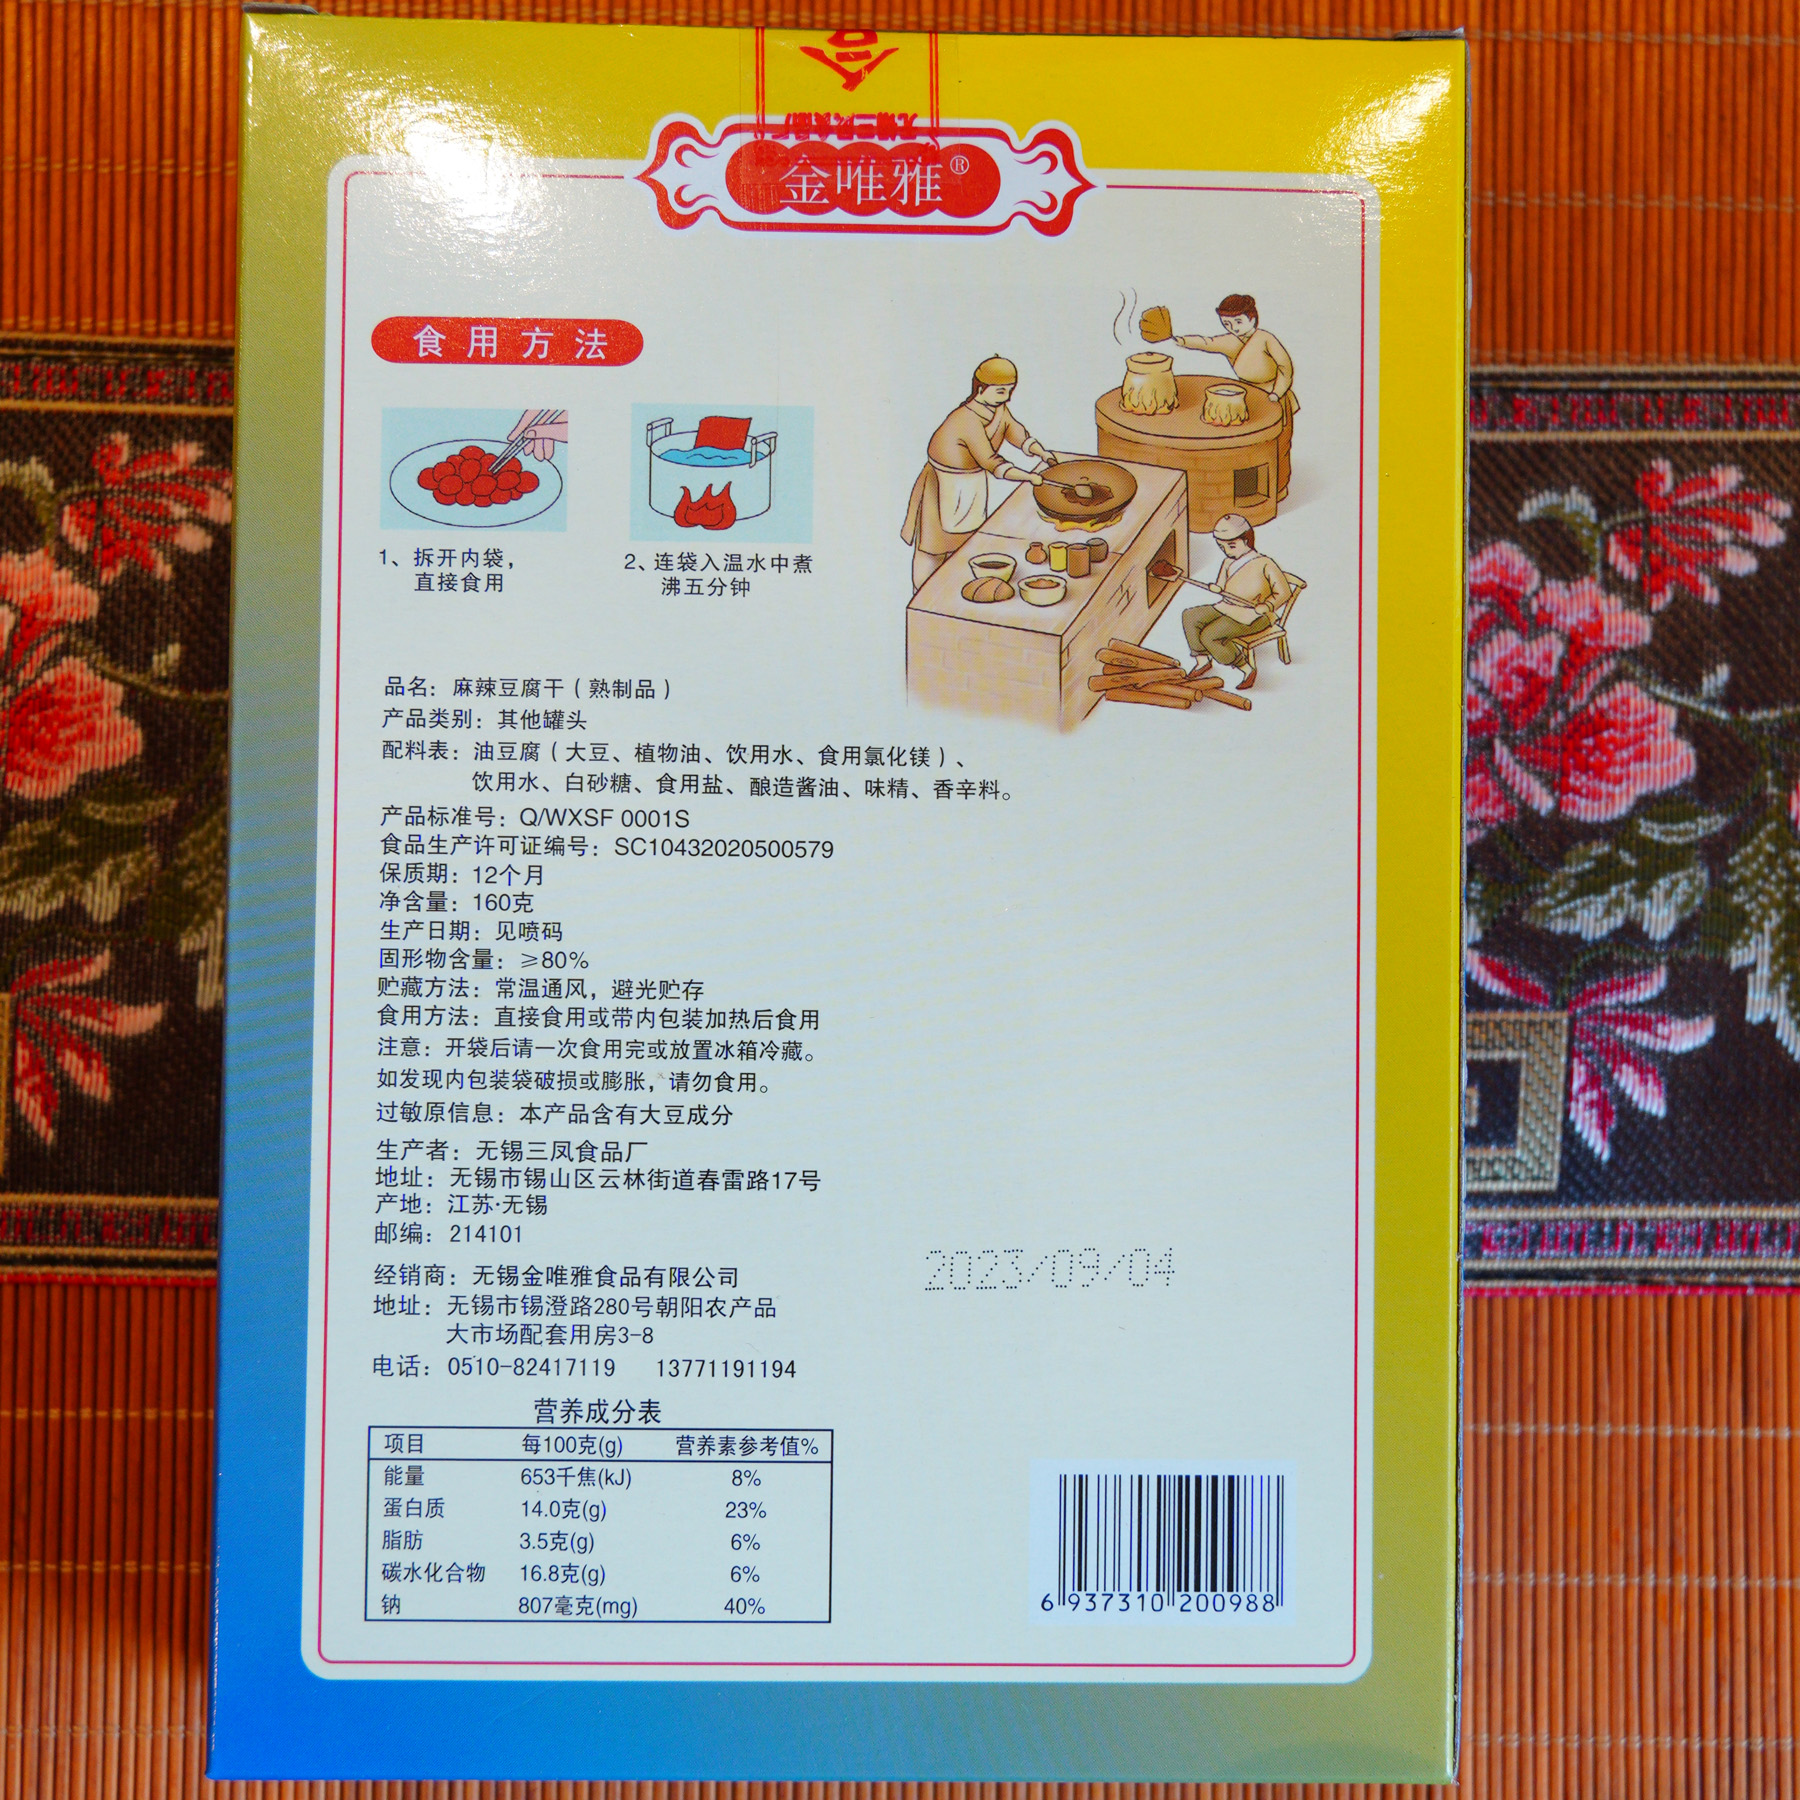 金唯雅®
食用方法
1、拆开内袋，
直接食用
2、连袋入温水中煮
沸五分钟
品名：麻辣豆腐干（熟制品）
产品类别：其他罐头
配料表：油豆腐（大豆、植物油、饮用水、食用氯化镁）、
饮用水、白砂糖、食用盐、酿造酱油、味精、香辛料。
产品标准号：Q/WXSF 0001S
食品生产许可证编号：SC10432020500579
保质期：12个月
净含量：160克
生产日期：见喷码
固形物含量：≥80%
贮藏方法：常温通风，避光贮存
食用方法：直接食用或带内包装加热后食用
注意：开袋后请一次食用完或放置冰箱冷藏。
如发现内包装袋破损或膨胀，请勿食用。
过敏原信息：本产品含有大豆成分
生产者：无锡三凤食品厂
地址：无锡市锡山区云林街道春雷路17号
产地：江苏·无锡
邮编：214101
2023/09/04
经销商：无锡金唯雅食品有限公司
地址：无锡市锡澄路280号朝阳农产品
大市场配套用房3-8
电话：0510-82417119 13771191194
营养成分表
项目 每100克(g) 营养素参考值%
能量 653千焦(kJ) 8%
蛋白质 14.0克(g) 23%
脂肪 3.5克(g) 6%
碳水化合物 16.8克(g) 6%
钠 807毫克(mg) 40%
6 937310 200988